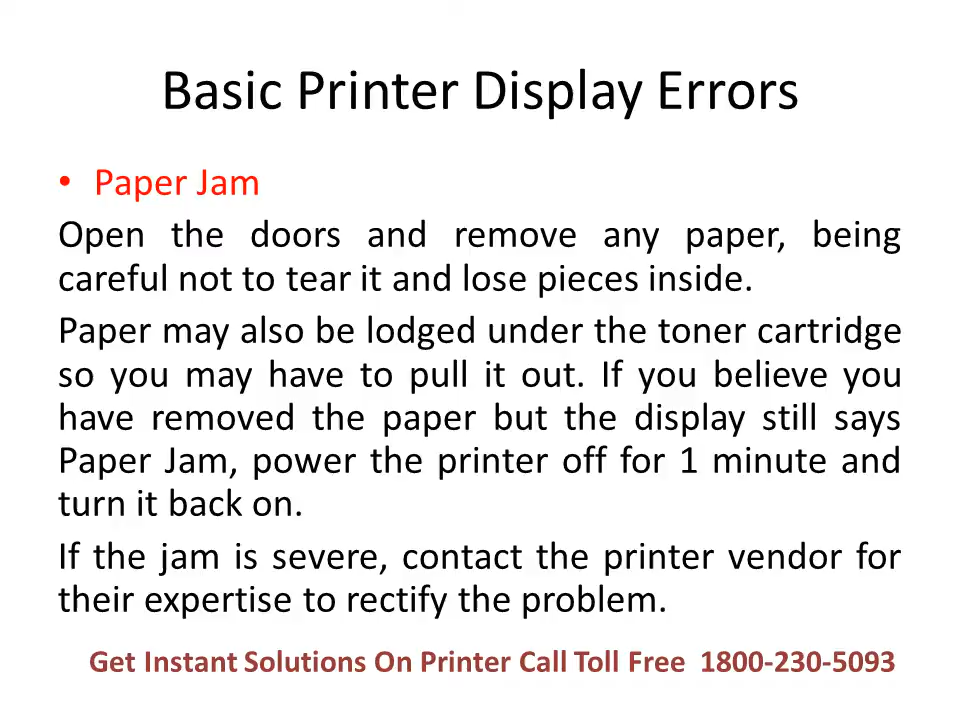 Basic Printer Display Errors
• Paper Jam
Open the doors and remove any paper, being
careful not to tear it and lose pieces inside.
Paper may also be lodged under the toner cartridge
so you may have to pull it out. If you believe you
have removed the paper but the display still says
Paper Jam, power the printer off for 1 minute and
turn it back on.
If the jam is severe, contact the printer vendor for
their expertise to rectify the problem.
Get Instant Solutions On Printer Call Toll Free 1800-230-5093